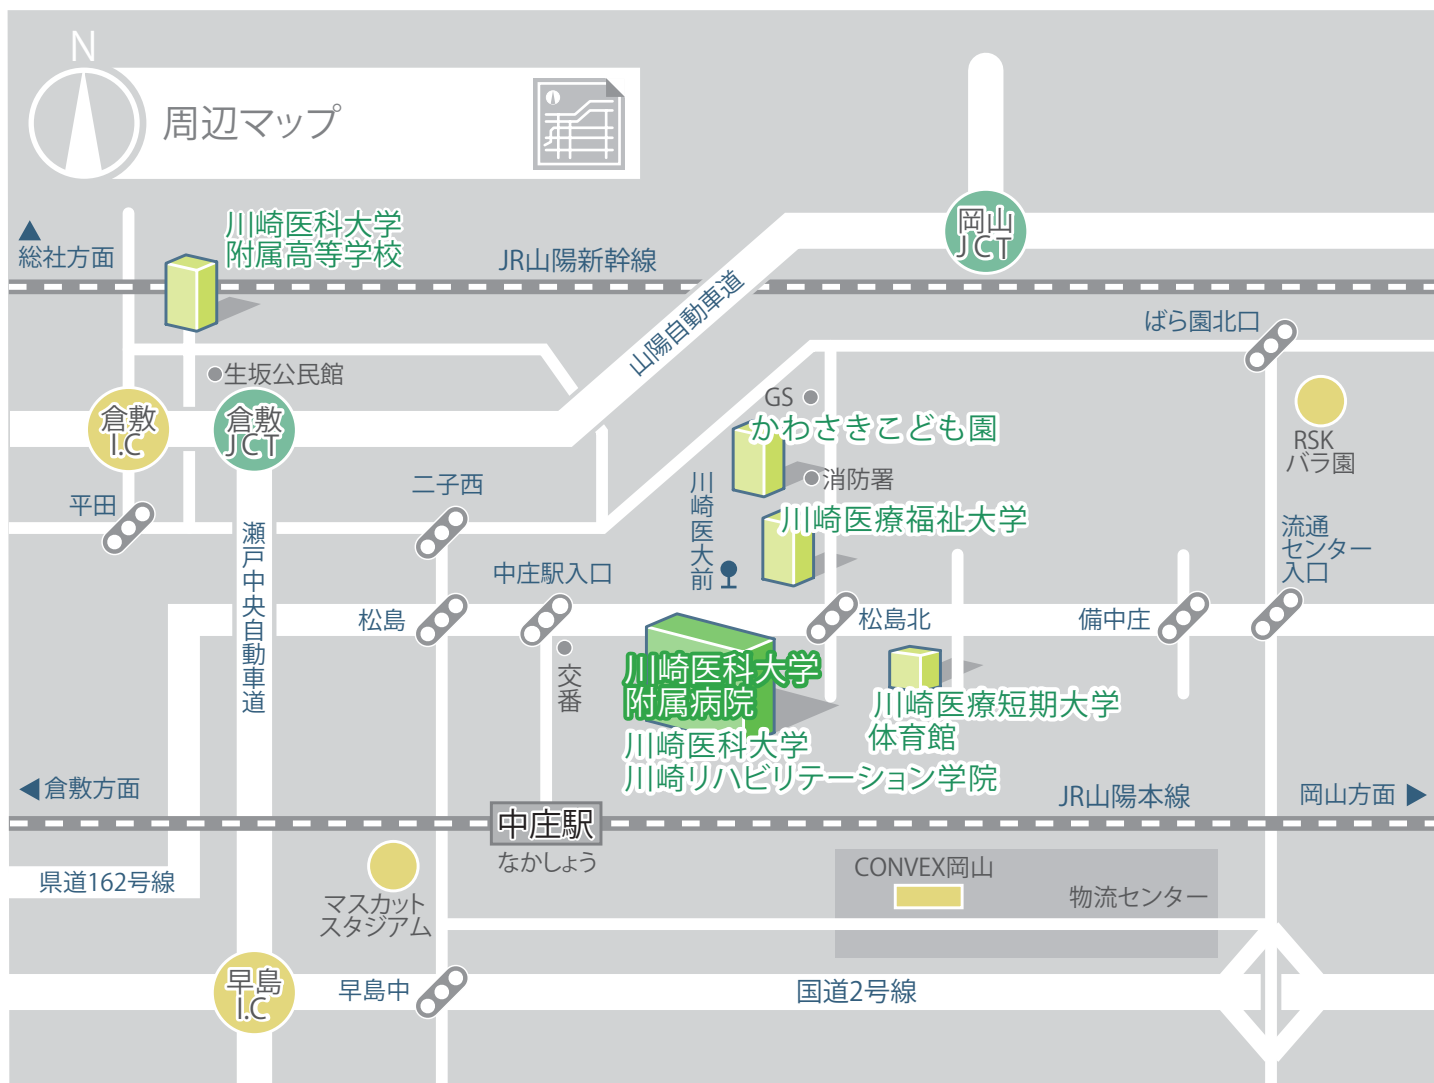 N
周辺マップ
岡山
JCT
川崎医科大学
附属高等学校
総社方面
JR山陽新幹線
山陽自動車道
ばら園北口
生坂公民館
GS
倉敷
I.C
倉敷
JCT
かわさきこども園
RSK
バラ園
消防署
二子西
平田
川崎医大前
川崎医療福祉大学
流通
センター
入口
瀬戸中央自動車道
中庄駅入口
松島
松島北
備中庄
交番
川崎医科大学
附属病院
川崎医科大学
川崎リハビリテーション学院
川崎医療短期大学
体育館
倉敷方面
JR山陽本線
岡山方面
中庄駅
なかしょう
県道162号線
マスカット
スタジアム
CONVEX岡山
物流センター
早島
I.C
早島中
国道2号線